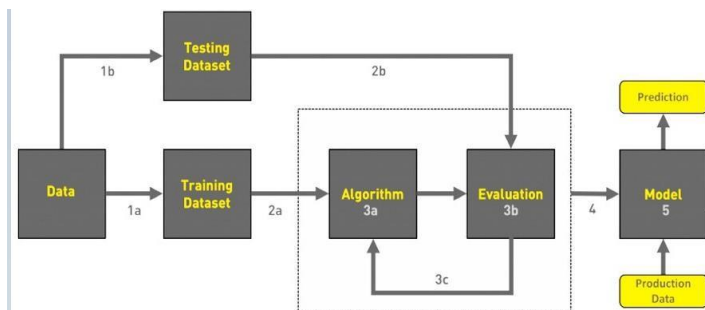 Testing
Dataset
1b
2b
Prediction
Data
1a
Training
Dataset
2a
Algorithm
3a
Evaluation
3b
4
Model
5
3c
Production
Data